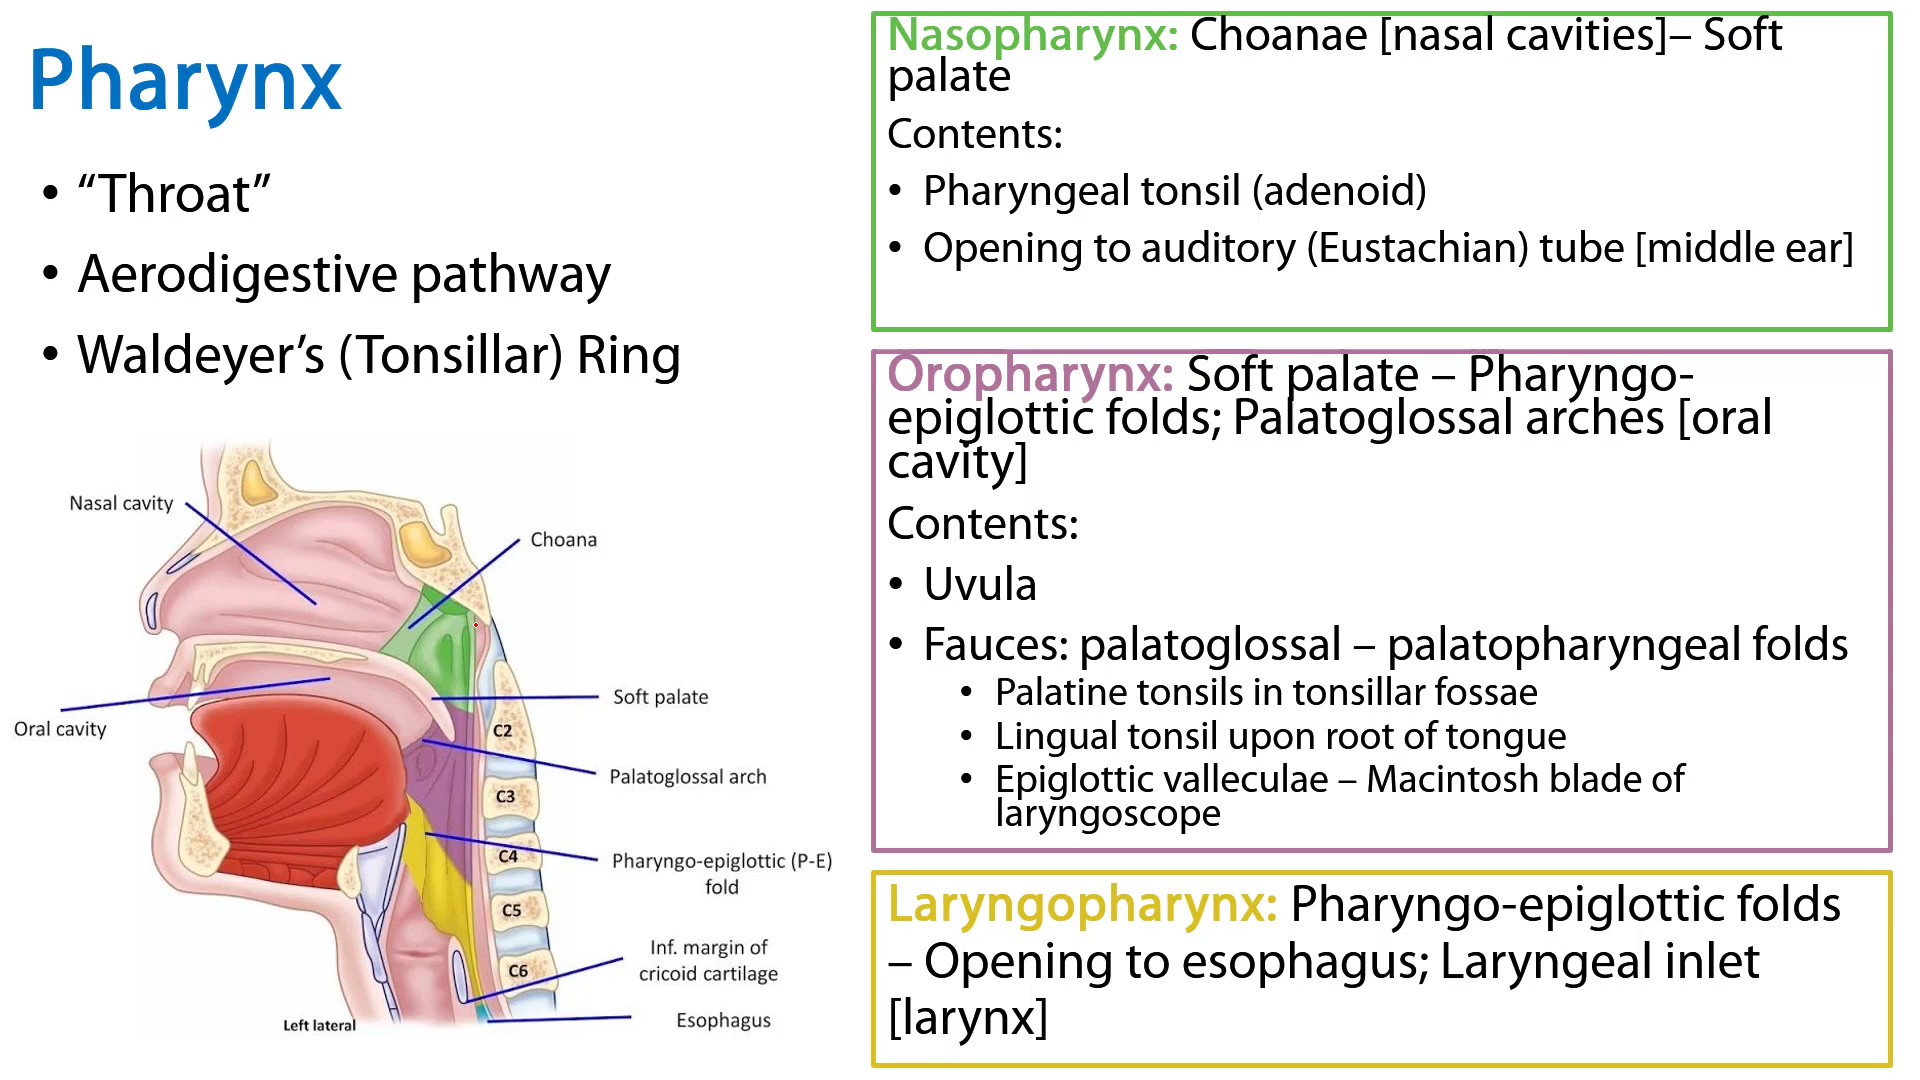 Pharynx
• “Throat”
• Aerodigestive pathway
• Waldeyer’s (Tonsillar) Ring
Nasal cavity
Choana
Soft palate
Oral cavity
C2
Palatoglossal arch
C3
C4
Pharyngo-epiglottic (P-E)
fold
C5
Inf. margin of
cricoid cartilage
C6
Esophagus
Left lateral
Nasopharynx: Choanae [nasal cavities]– Soft
palate
Contents:
• Pharyngeal tonsil (adenoid)
• Opening to auditory (Eustachian) tube [middle ear]
Oropharynx: Soft palate – Pharyngo-
epiglottic folds; Palatoglossal arches [oral
cavity]
Contents:
• Uvula
• Fauces: palatoglossal – palatopharyngeal folds
• Palatine tonsils in tonsillar fossae
• Lingual tonsil upon root of tongue
• Epiglottic valleculae – Macintosh blade of
laryngoscope
Laryngopharynx: Pharyngo-epiglottic folds
– Opening to esophagus; Laryngeal inlet
[larynx]